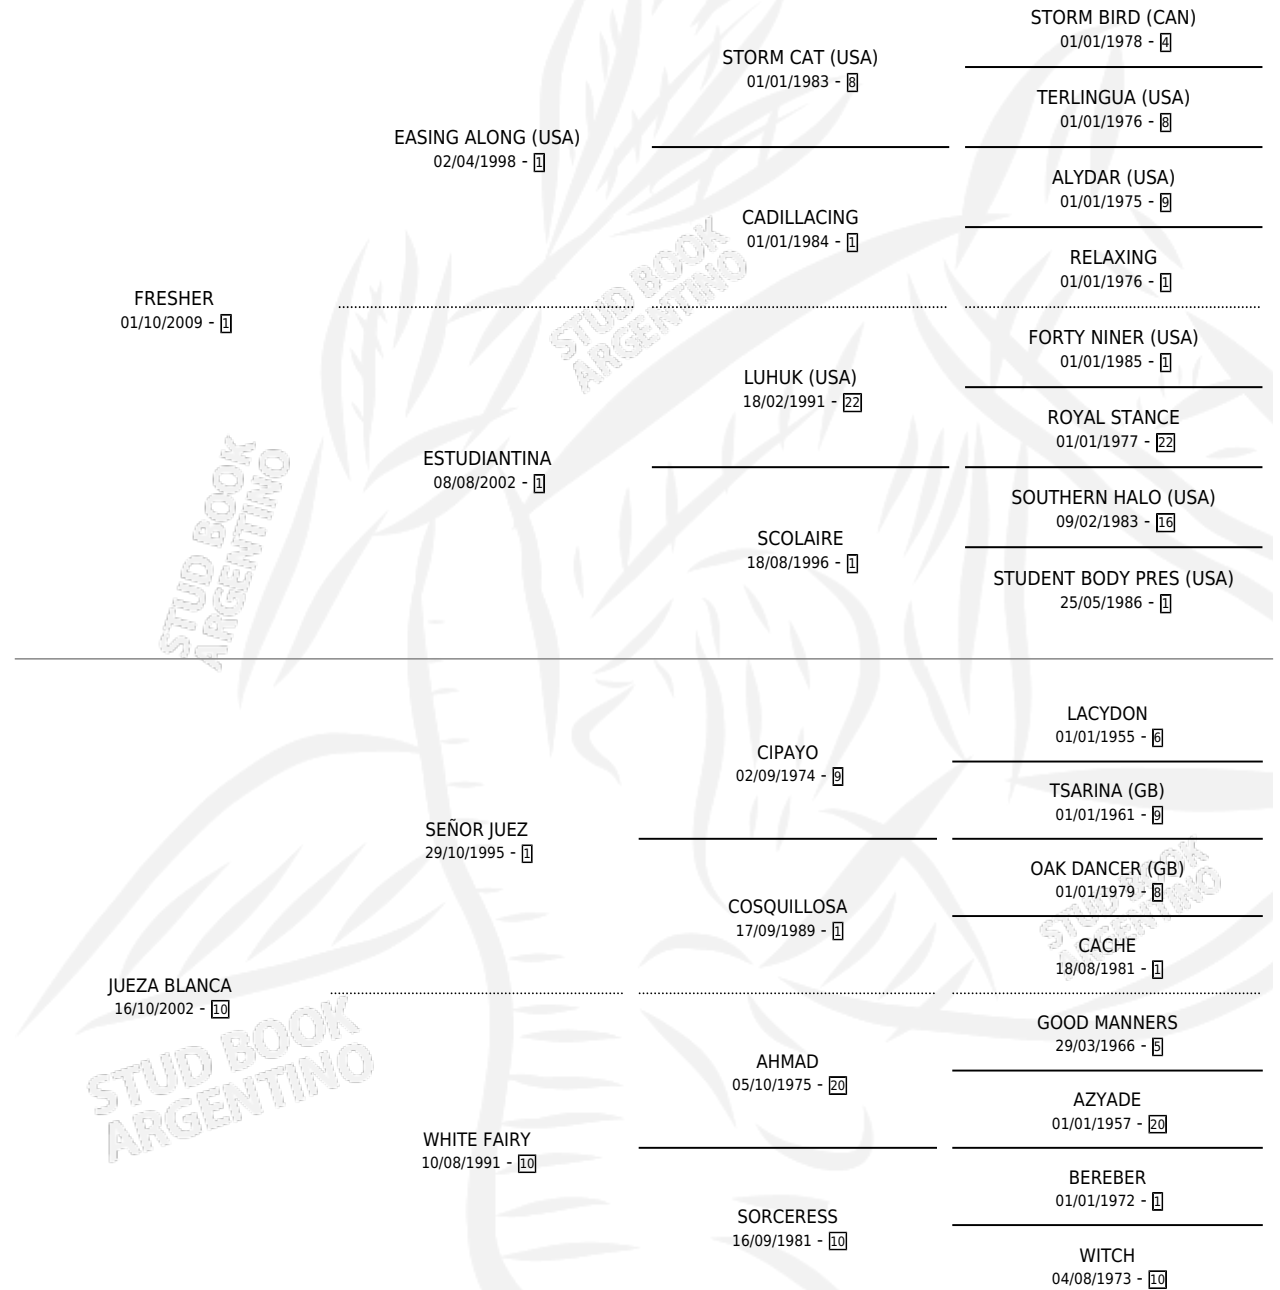 STORM BIRD (CAN)
01/01/1978 - 4
STORM CAT (USA)
01/01/1983 - 8
TERLINGUA (USA)
01/01/1976 - 8
EASING ALONG (USA)
02/04/1998 - 1
ALYDAR (USA)
01/01/1975 - 9
CADILLACING
01/01/1984 - 1
RELAXING
01/01/1976 - 1
FRESHER
01/10/2009 - 1
FORTY NINER (USA)
01/01/1985 - 1
LUHUK (USA)
18/02/1991 - 22
ROYAL STANCE
01/01/1977 - 22
ESTUDIANTINA
08/08/2002 - 1
SOUTHERN HALO (USA)
09/02/1983 - 16
SCOLAIRE
18/08/1996 - 1
STUDENT BODY PRES (USA)
25/05/1986 - 1
LACYDON
01/01/1955 - 6
CIPAYO
02/09/1974 - 9
TSARINA (GB)
01/01/1961 - 9
SEÑOR JUEZ
29/10/1995 - 1
OAK DANCER (GB)
01/01/1979 - 8
COSQUILLOSA
17/09/1989 - 1
CACHE
18/08/1981 - 1
JUEZA BLANCA
16/10/2002 - 10
GOOD MANNERS
29/03/1966 - 5
AHMAD
05/10/1975 - 20
AZYADE
01/01/1957 - 20
WHITE FAIRY
10/08/1991 - 10
BEREBER
01/01/1972 - 1
SORCERESS
16/09/1981 - 10
WITCH
04/08/1973 - 10
STUD BOOK
ARGENTINO
STUD BOOK
ARGENTINO
STUD BOOK
ARGENTINO
STUD BOOK
ARGENTINO